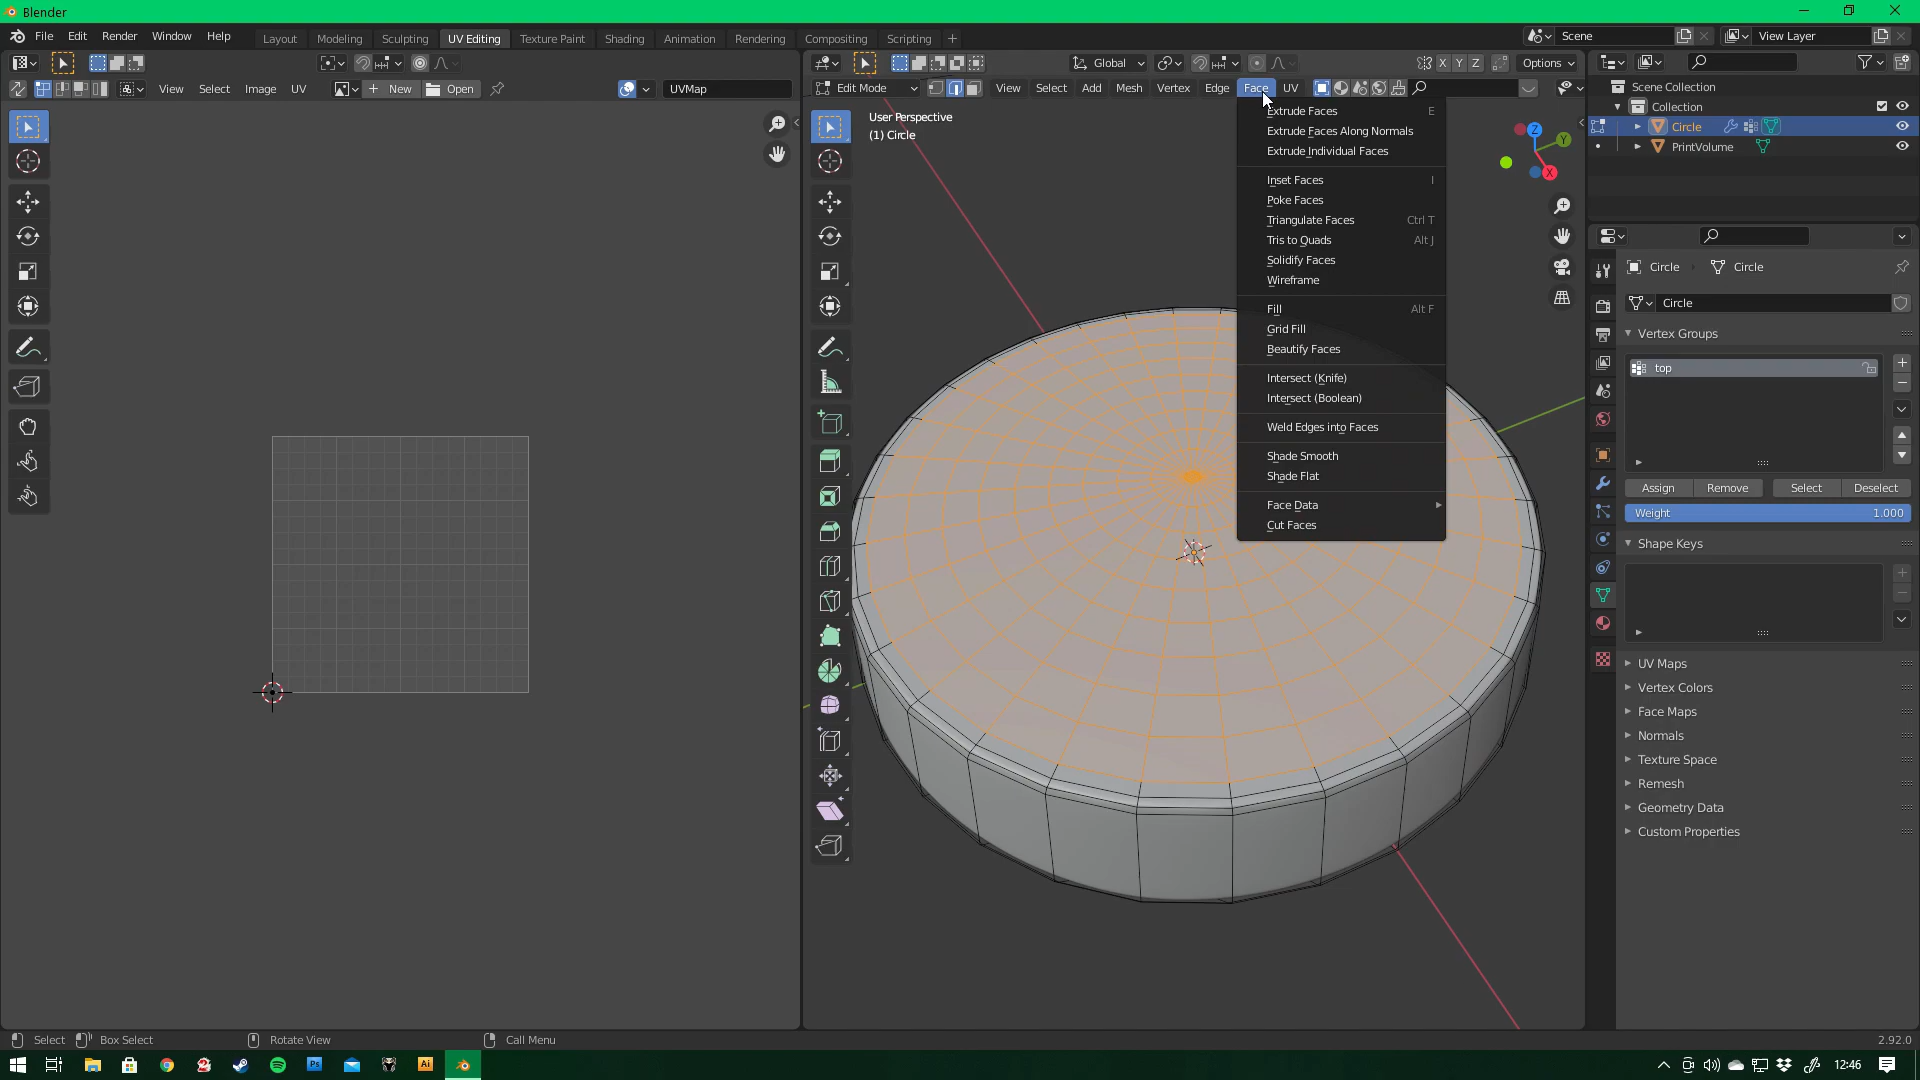 Blender
File Edit Render Window Help Layout Modeling Sculpting UV Editing Texture Paint Shading Animation Rendering Compositing Scripting + Scene View Layer
Global X Y Z Options
View Select Image UV New Open UVMap
Edit Mode View Select Add Mesh Vertex Edge Face UV
User Perspective
(1) Circle
Extrude Faces E
Extrude Faces Along Normals
Extrude Individual Faces
Inset Faces I
Poke Faces
Triangulate Faces Ctrl T
Tris to Quads Alt J
Solidify Faces
Wireframe
Fill Alt F
Grid Fill
Beautify Faces
Intersect (Knife)
Intersect (Boolean)
Weld Edges into Faces
Shade Smooth
Shade Flat
Face Data
Cut Faces
Z
Y
X
Scene Collection
Collection
Circle
PrintVolume
Circle Circle
Circle
Vertex Groups
top
Assign Remove Select Deselect
Weight 1.000
Shape Keys
UV Maps
Vertex Colors
Face Maps
Normals
Texture Space
Remesh
Geometry Data
Custom Properties
Select Box Select Rotate View Call Menu 2.92.0
Ps Ai 12:46